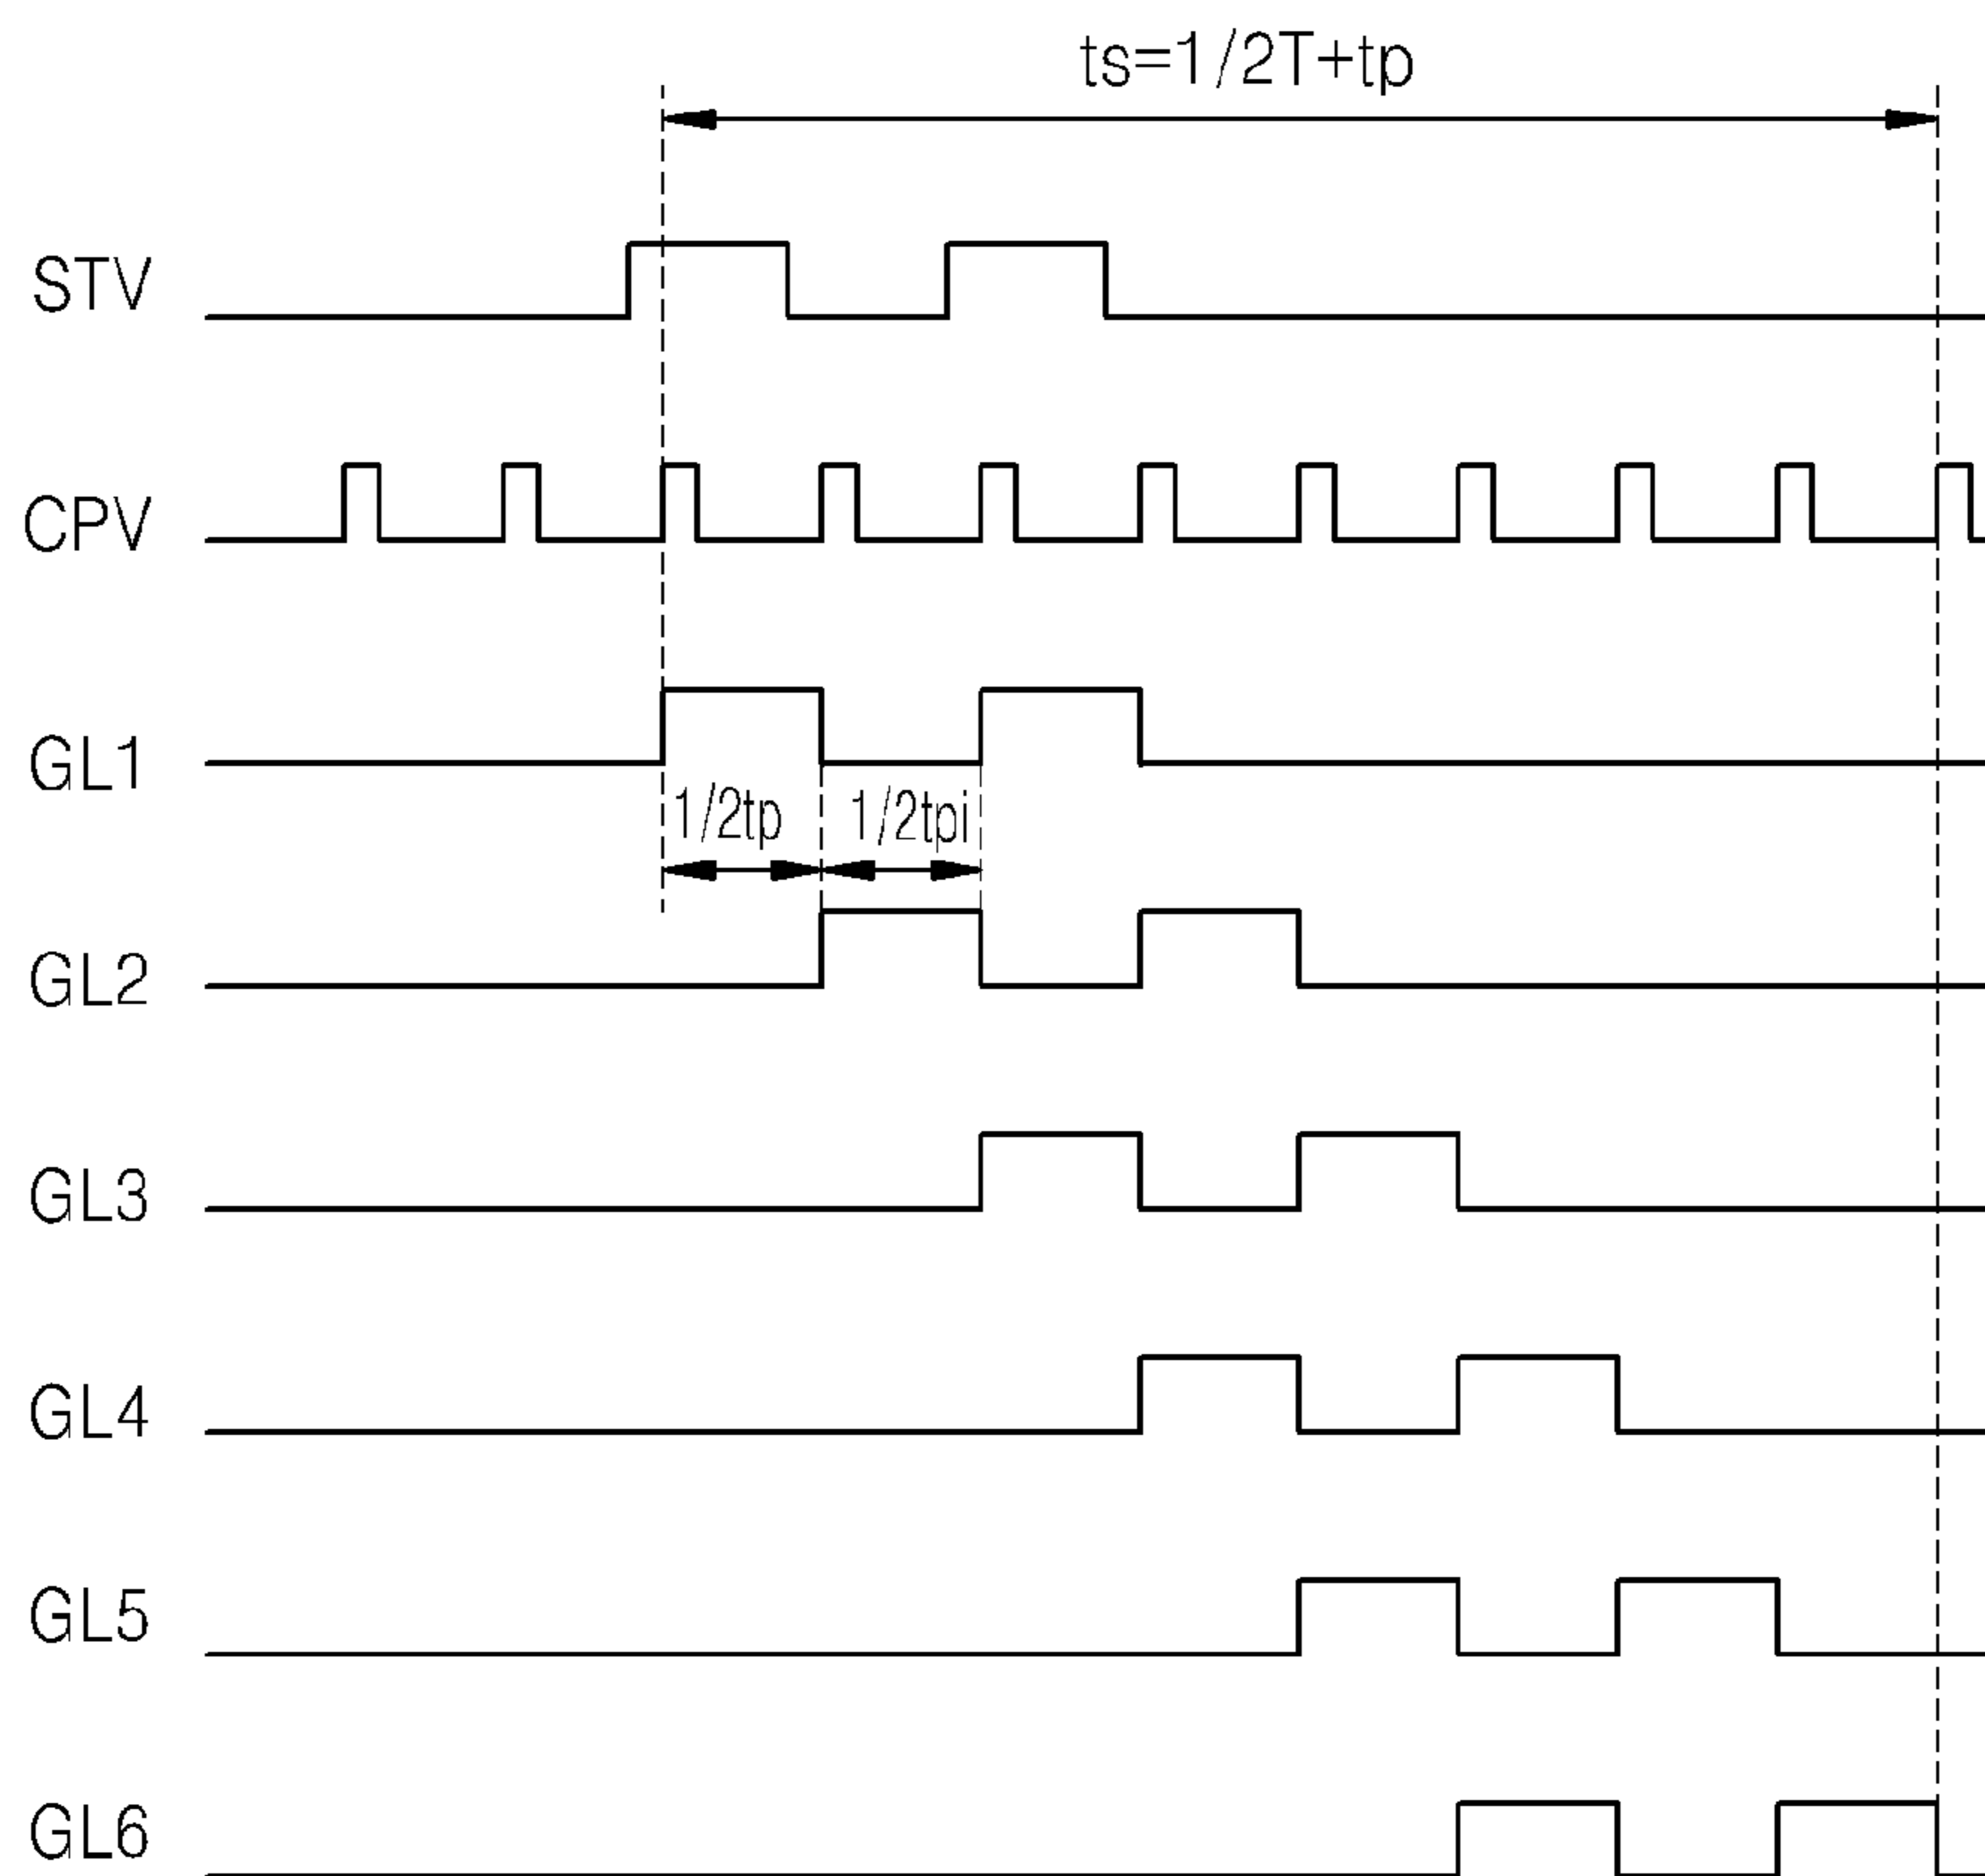 ts=1/2T+tp
STV
CPV
GL1
1/2tp 1/2tpi
GL2
GL3
GL4
GL5
GL6